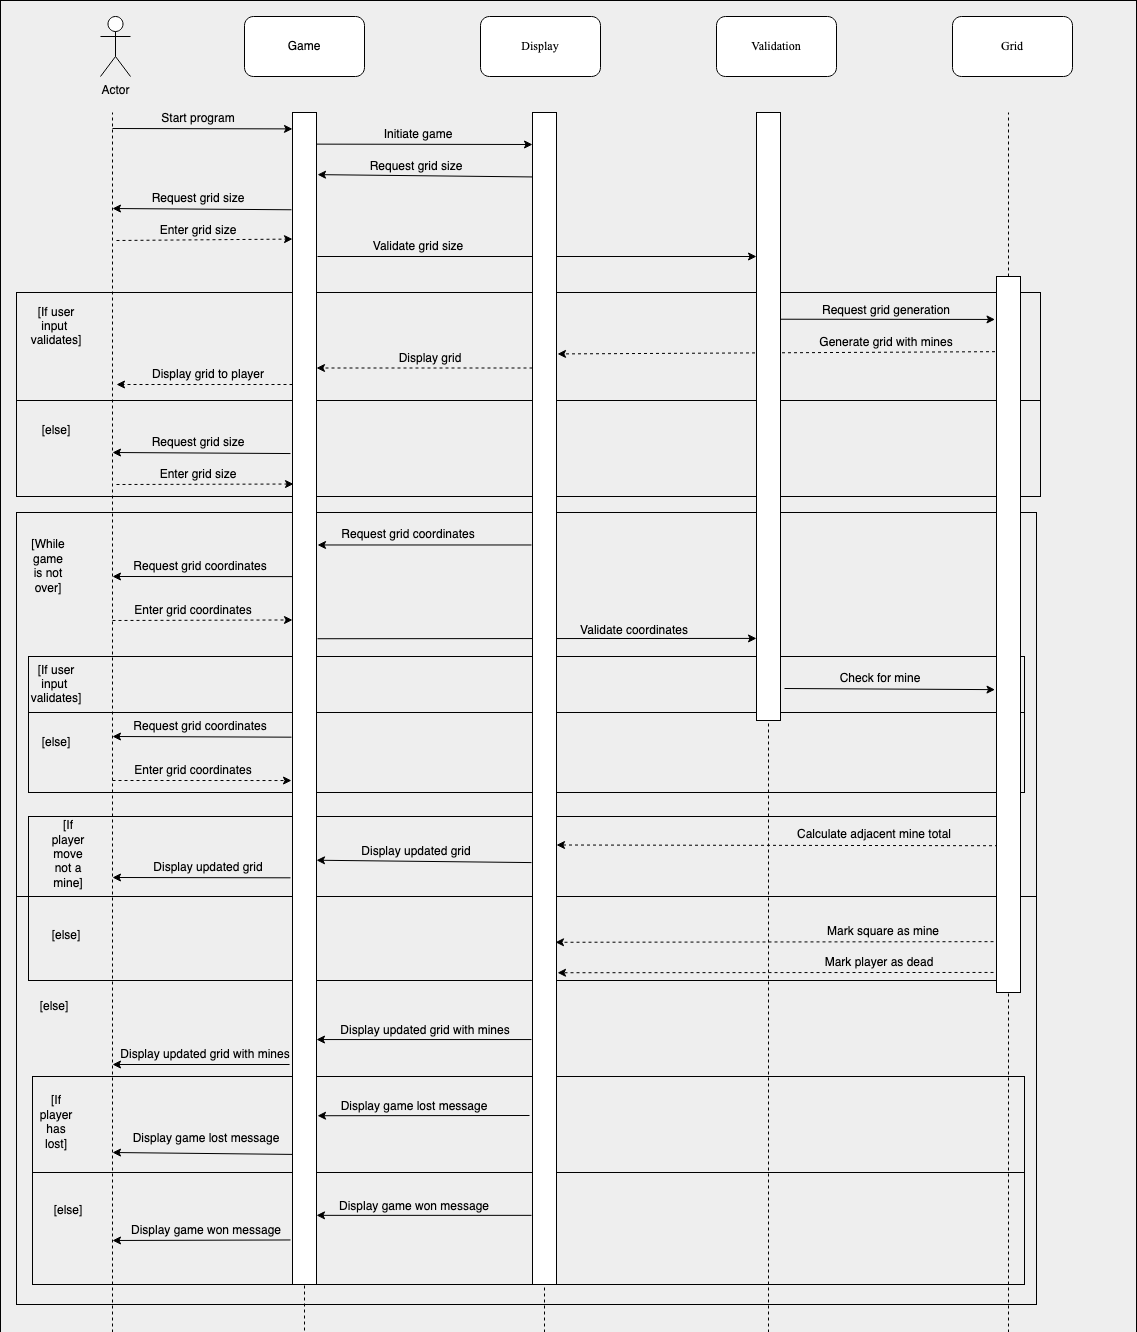 Game
Display
Validation
Grid
Actor
Start program
Initiate game
Request grid size
Request grid size
Enter grid size
Validate grid size
[If user
input
validates]
Request grid generation
Generate grid with mines
Display grid
Display grid to player
[else]
Request grid size
Enter grid size
[While
game
is not
over]
Request grid coordinates
Request grid coordinates
Enter grid coordinates
Validate coordinates
[If user
input
validates]
Check for mine
[else]
Request grid coordinates
Enter grid coordinates
[If
player
move
not a
mine]
Calculate adjacent mine total
Display updated grid
Display updated grid
[else]
Mark square as mine
Mark player as dead
[else]
Display updated grid with mines
Display updated grid with mines
[If
player
has
lost]
Display game lost message
Display game lost message
[else]
Display game won message
Display game won message